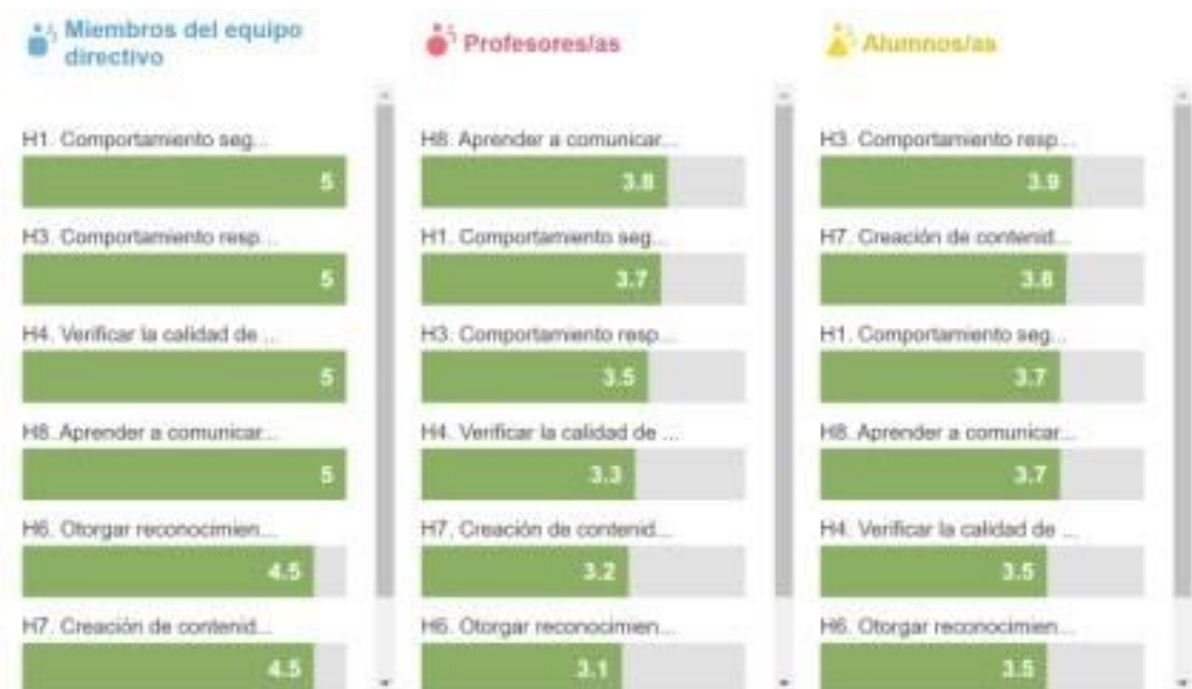 Miembros del equipo
directivo
H1. Comportamiento seg...
5
H3. Comportamiento resp...
5
H4. Verificar la calidad de ...
5
H8. Aprender a comunicar...
5
H6. Otorgar reconocimien...
4.5
H7. Creación de contenid...
4.5
Profesores/as
H8. Aprender a comunicar...
3.8
H1. Comportamiento seg...
3.7
H3. Comportamiento resp...
3.5
H4. Verificar la calidad de ...
3.3
H7. Creación de contenid...
3.2
H6. Otorgar reconocimien...
3.1
Alumnos/as
H3. Comportamiento resp...
3.9
H7. Creación de contenid...
3.8
H1. Comportamiento seg...
3.7
H8. Aprender a comunicar...
3.7
H4. Verificar la calidad de ...
3.5
H6. Otorgar reconocimien...
3.5